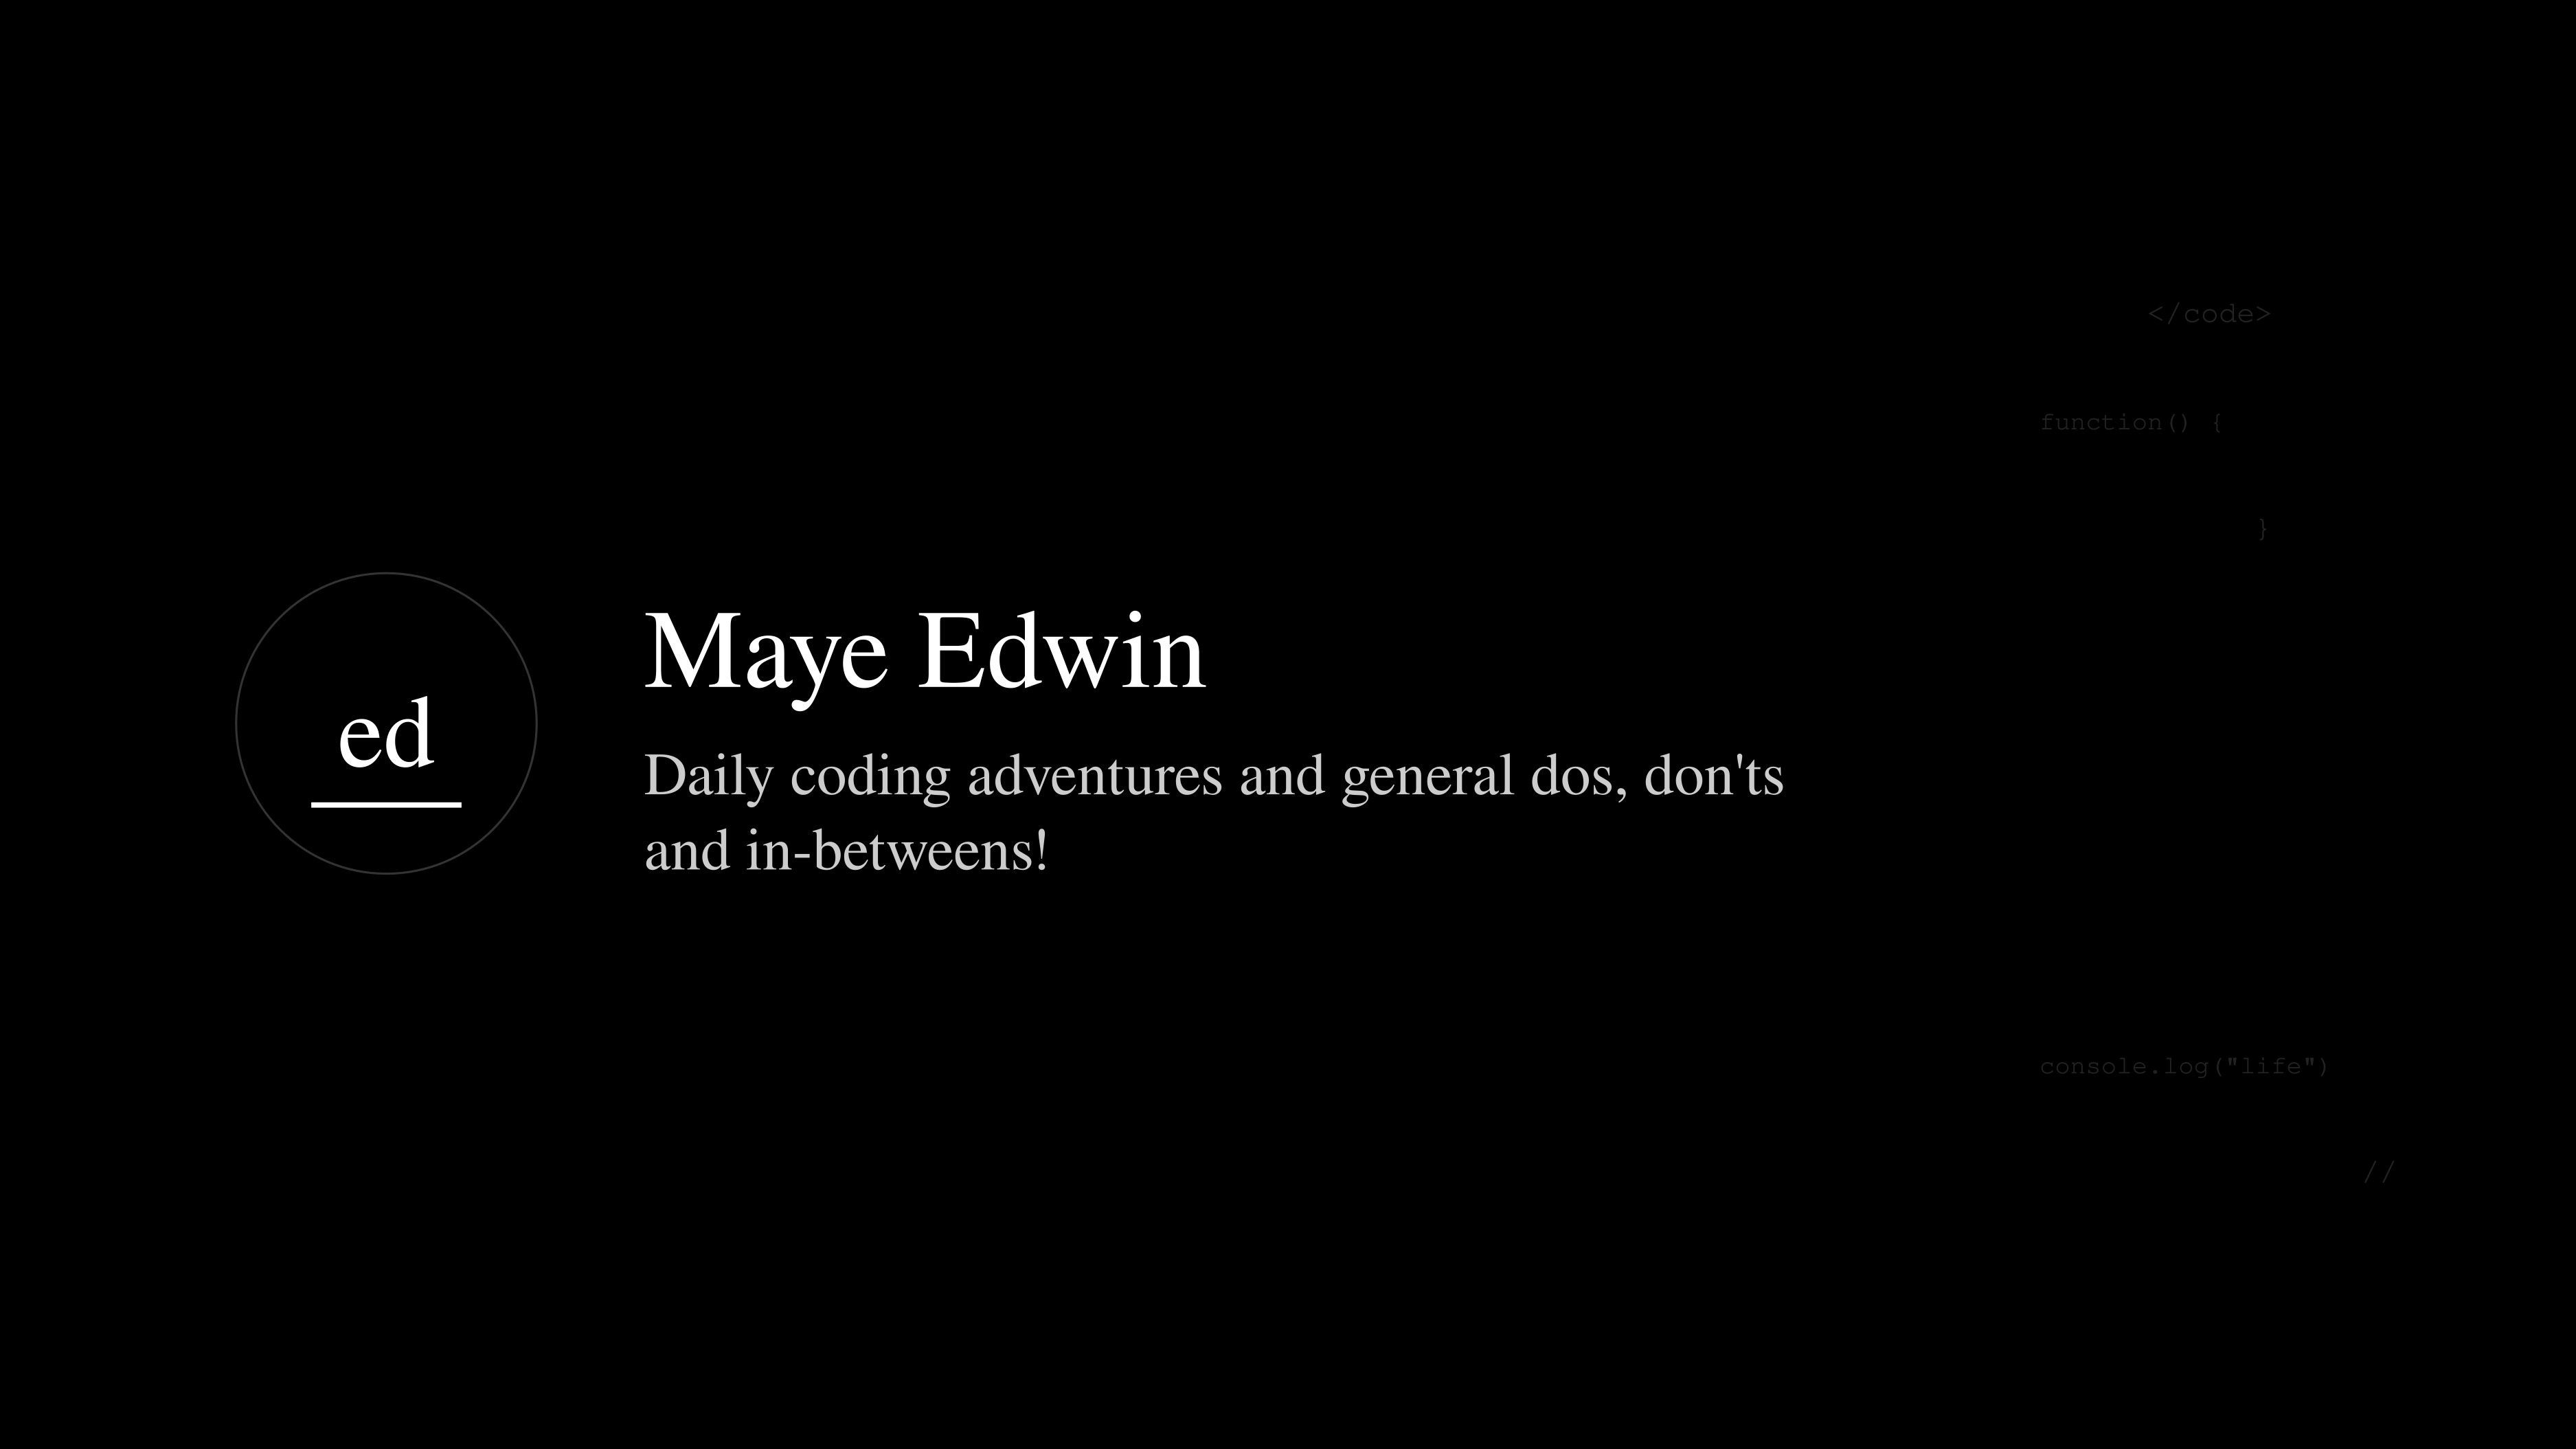 </code>
function() {
}
ed
Maye Edwin
Daily coding adventures and general dos, don'ts
and in-betweens!
console.log("life")
//